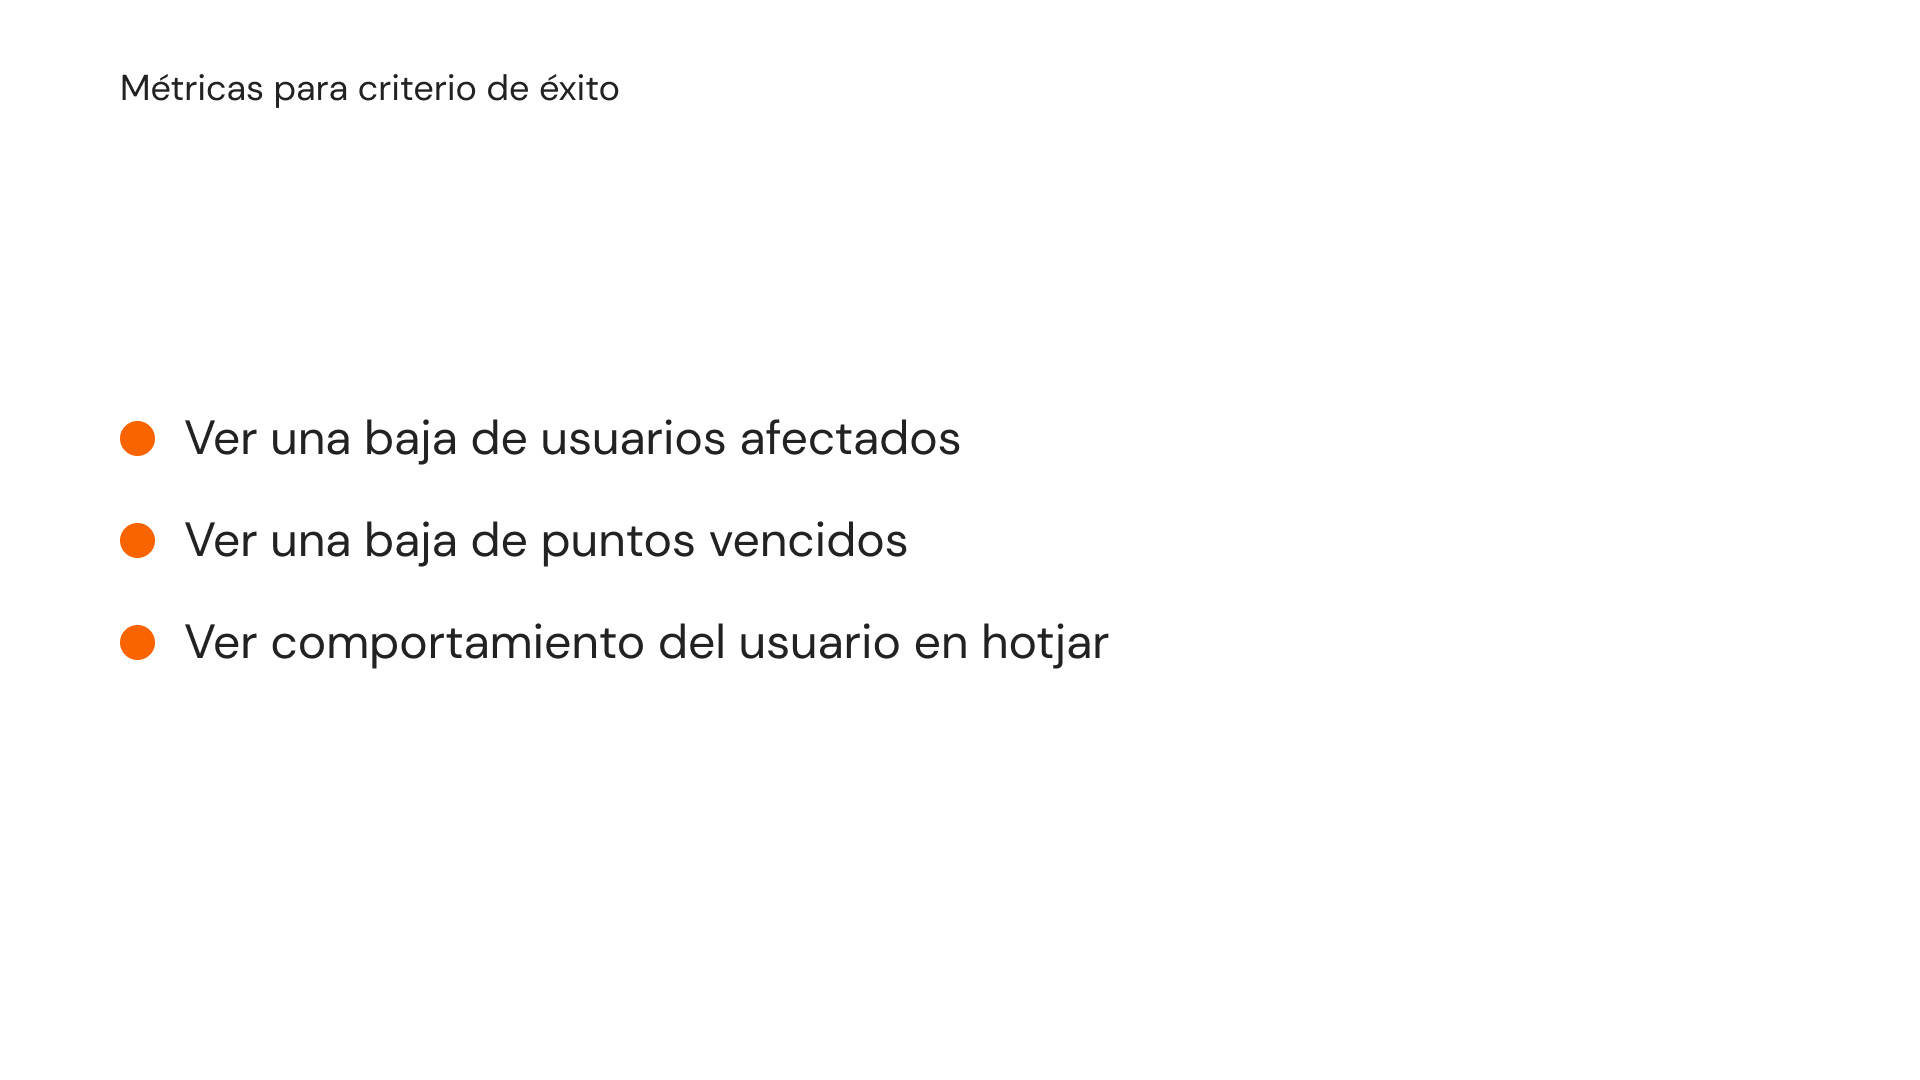 Métricas para criterio de éxito
Ver una baja de usuarios afectados
Ver una baja de puntos vencidos
Ver comportamiento del usuario en hotjar